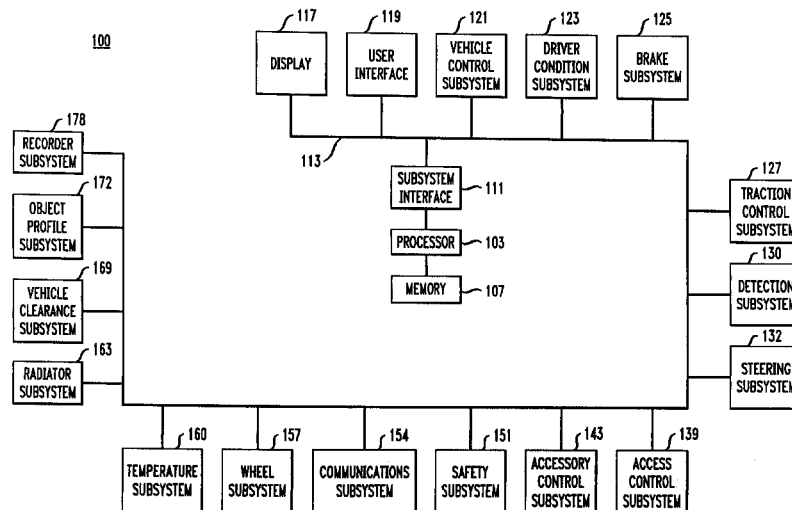 100
117
119
121
123
125
DISPLAY
USER
INTERFACE
VEHICLE
CONTROL
SUBSYSTEM
DRIVER
CONDITION
SUBSYSTEM
BRAKE
SUBSYSTEM
113
178
RECORDER
SUBSYSTEM
172
OBJECT
PROFILE
SUBSYSTEM
169
VEHICLE
CLEARANCE
SUBSYSTEM
163
RADIATOR
SUBSYSTEM
SUBSYSTEM
INTERFACE
111
PROCESSOR
103
MEMORY
107
127
TRACTION
CONTROL
SUBSYSTEM
130
DETECTION
SUBSYSTEM
132
STEERING
SUBSYSTEM
160
157
154
151
143
139
TEMPERATURE
SUBSYSTEM
WHEEL
SUBSYSTEM
COMMUNICATIONS
SUBSYSTEM
SAFETY
SUBSYSTEM
ACCESSORY
CONTROL
SUBSYSTEM
ACCESS
CONTROL
SUBSYSTEM